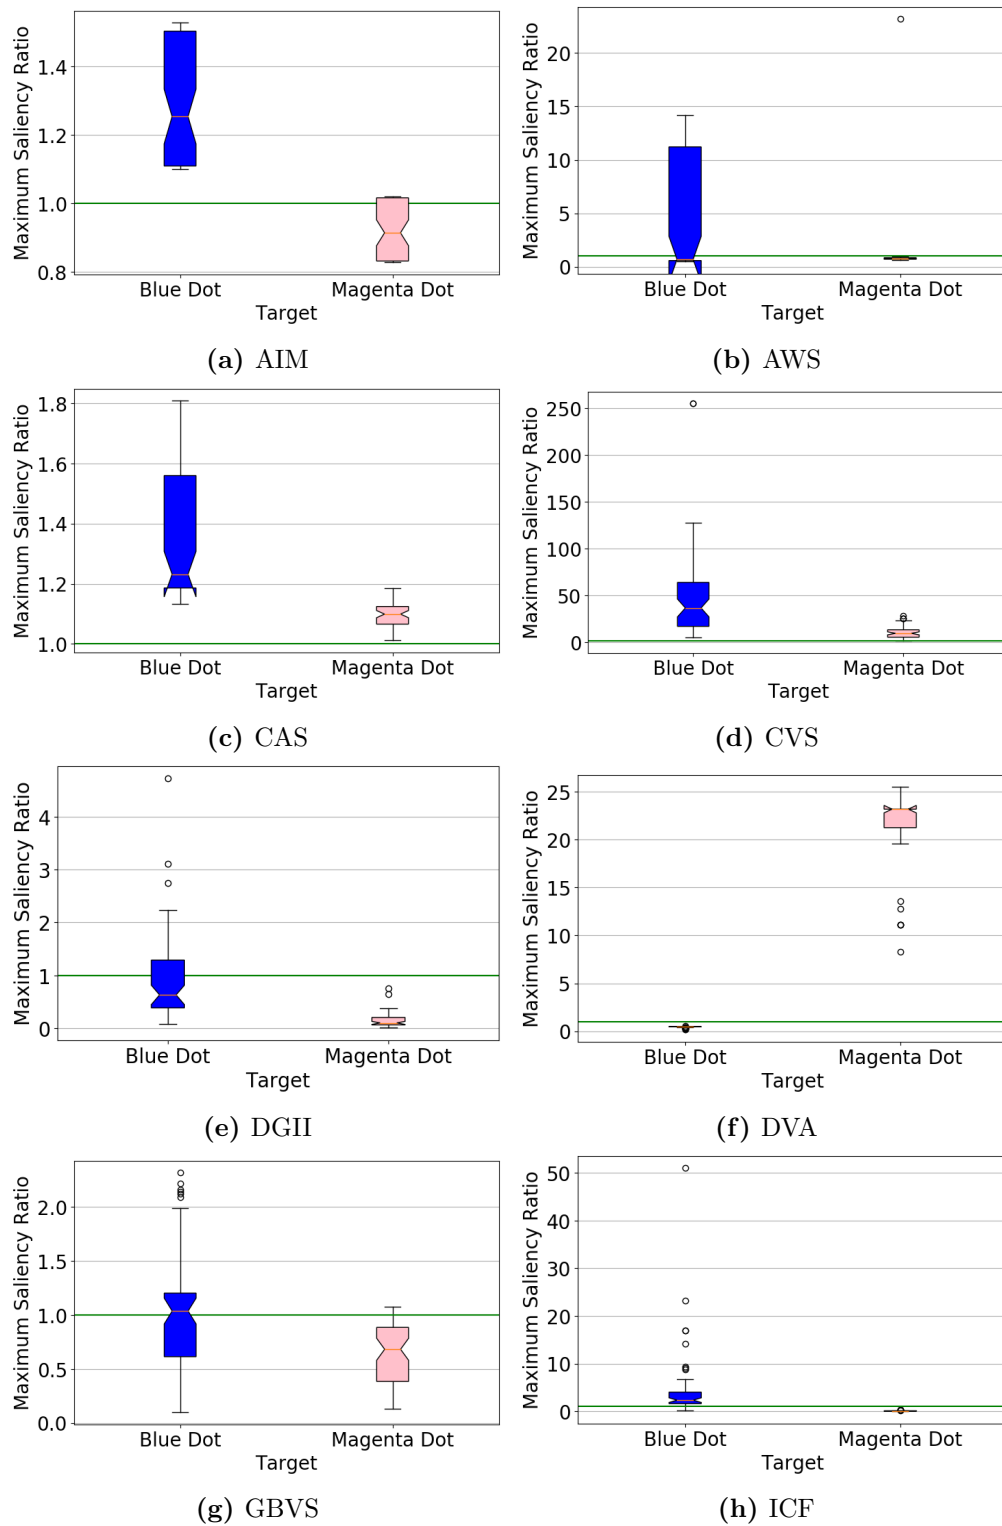 Maximum Saliency Ratio
1.4
1.2
1.0
0.8
Blue Dot
Magenta Dot
Target
(a) AIM
Maximum Saliency Ratio
20
15
10
5
0
Blue Dot
Magenta Dot
Target
(b) AWS
Maximum Saliency Ratio
1.8
1.6
1.4
1.2
1.0
Blue Dot
Magenta Dot
Target
(c) CAS
Maximum Saliency Ratio
250
200
150
100
50
0
Blue Dot
Magenta Dot
Target
(d) CVS
Maximum Saliency Ratio
4
3
2
1
0
Blue Dot
Magenta Dot
Target
(e) DGII
Maximum Saliency Ratio
25
20
15
10
5
0
Blue Dot
Magenta Dot
Target
(f) DVA
Maximum Saliency Ratio
2.0
1.5
1.0
0.5
0.0
Blue Dot
Magenta Dot
Target
(g) GBVS
Maximum Saliency Ratio
50
40
30
20
10
0
Blue Dot
Magenta Dot
Target
(h) ICF